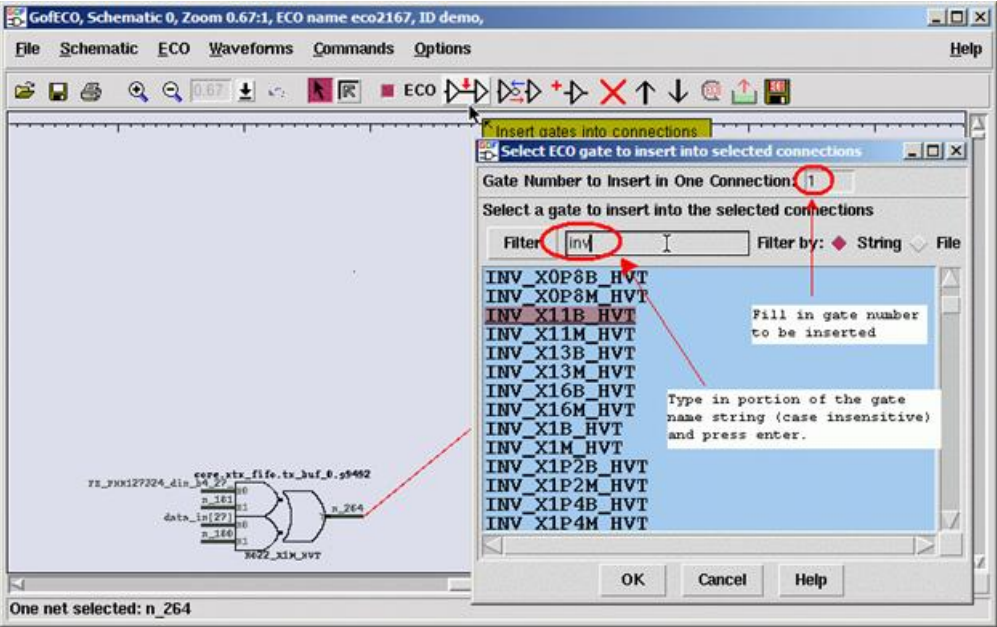 GofECO, Schematic 0, Zoom 0.67:1, ECO name eco2167, ID demo,
File Schematic ECO Waveforms Commands Options Help
0.67 ECO
Insert gates into connections
Select ECO gate to insert into selected connections
Gate Number to Insert in One Connection: 1
Select a gate to insert into the selected connections
Filter inv Filter by: String File
INV_X0P8B_HVT
INV_X0P8M_HVT
INV_X11B_HVT
INV_X11M_HVT
INV_X13B_HVT
INV_X13M_HVT
INV_X16B_HVT
INV_X16M_HVT
INV_X1B_HVT
INV_X1M_HVT
INV_X1P2B_HVT
INV_X1P2M_HVT
INV_X1P4B_HVT
INV_X1P4M_HVT
Fill in gate number
to be inserted
Type in portion of the gate
name string (case insensitive)
and press enter.
OK Cancel Help
n_181
n_264
data_in[27]
n_180
One net selected: n_264